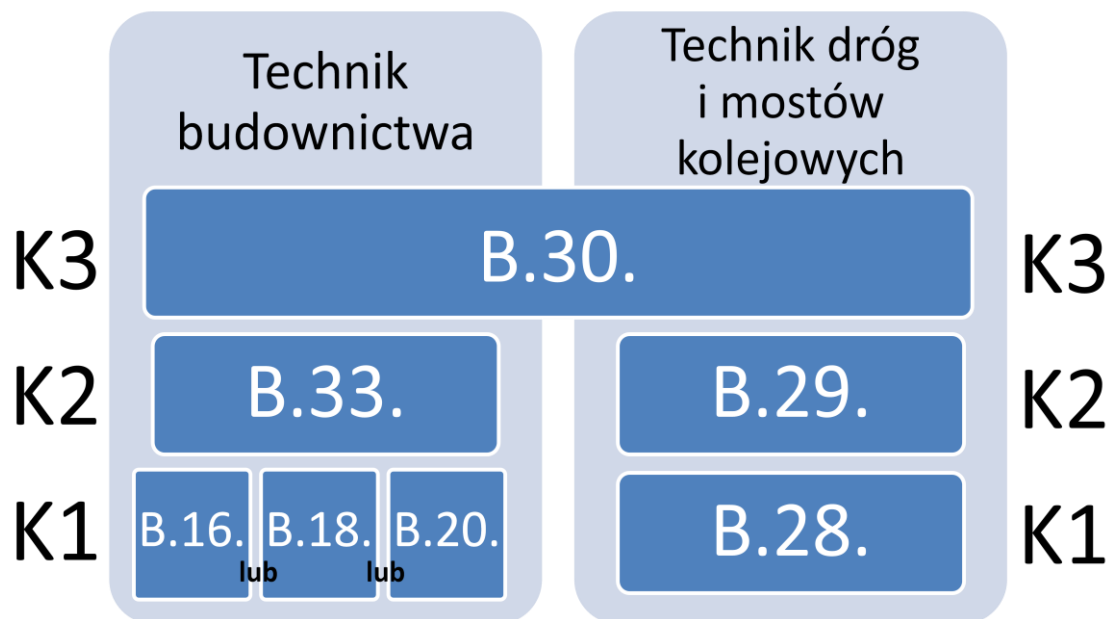 Technik
budownictwa
Technik dróg
i mostów
kolejowych
K3 B.30. K3
K2 B.33. B.29. K2
K1 B.16. lub B.18. lub B.20. B.28. K1